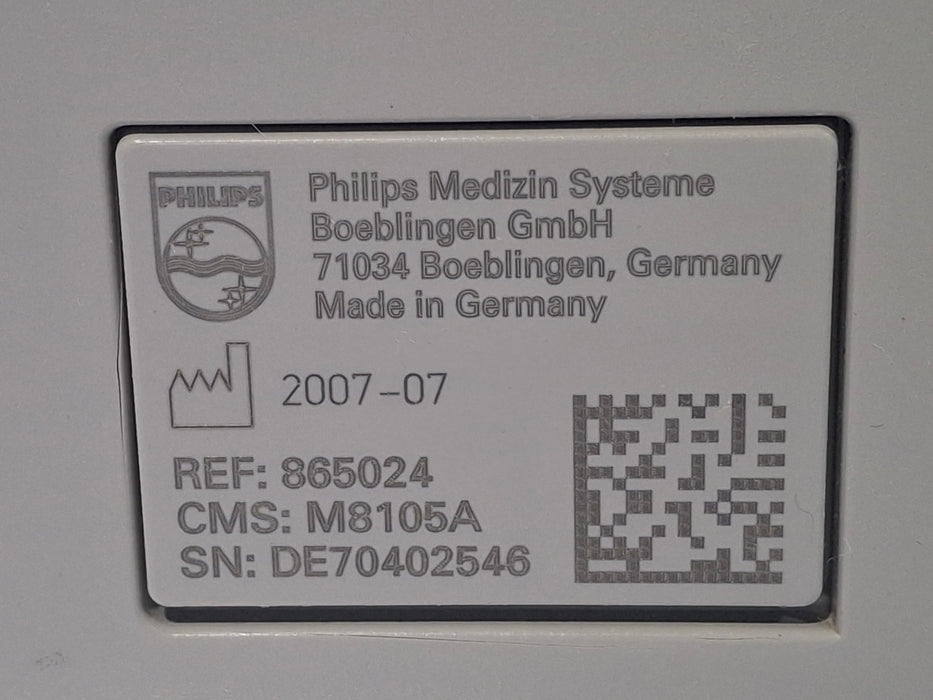 PHILIPS
Philips Medizin Systeme
Boeblingen GmbH
71034 Boeblingen, Germany
Made in Germany
2007-07
REF: 865024
CMS: M8105A
SN: DE70402546